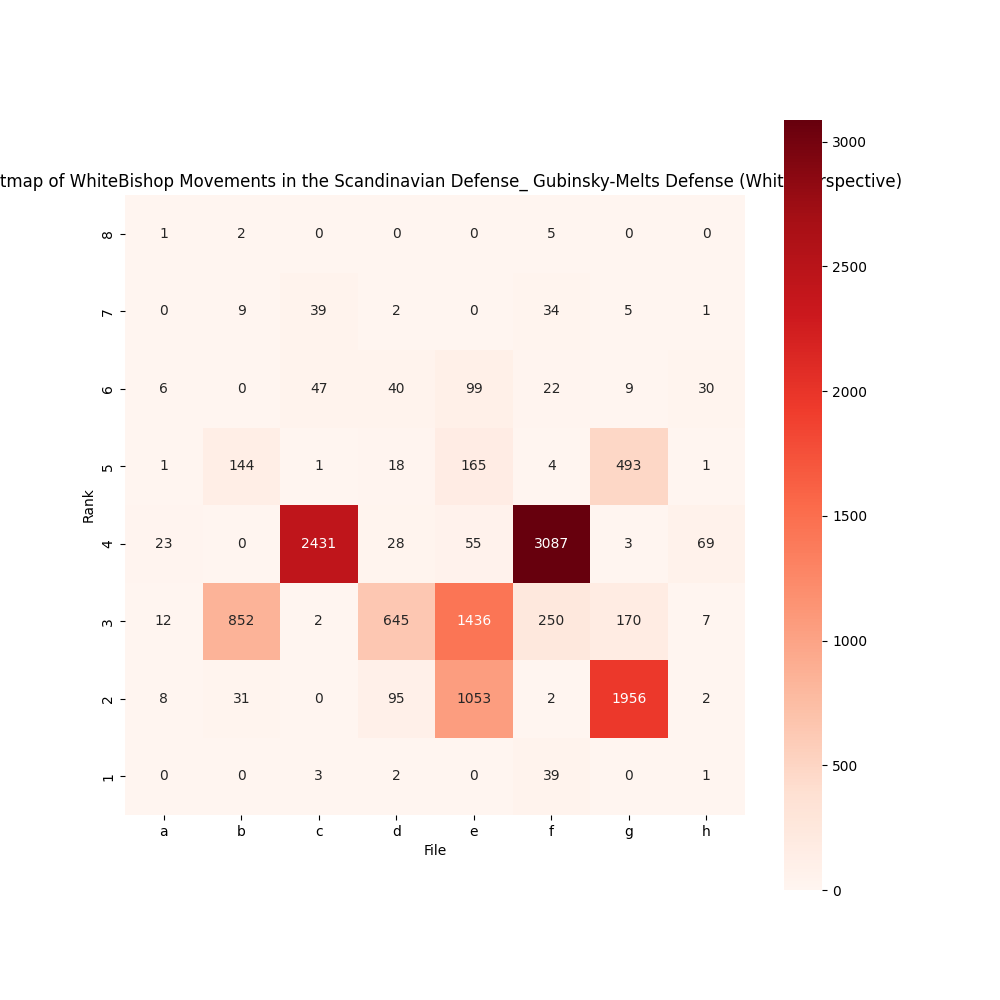 tmap of WhiteBishop Movements in the Scandinavian Defense_ Gubinsky-Melts Defense (Whit rspective)
8 1 2 0 0 0 5 0 0
7 0 9 39 2 0 34 5 1
6 6 0 47 40 99 22 9 30
5 1 144 1 18 165 4 493 1
4 23 0 2431 28 55 3087 3 69
3 12 852 2 645 1436 250 170 7
2 8 31 0 95 1053 2 1956 2
1 0 0 3 2 0 39 0 1
a b c d e f g h
File
Rank
3000
2500
2000
1500
1000
500
0